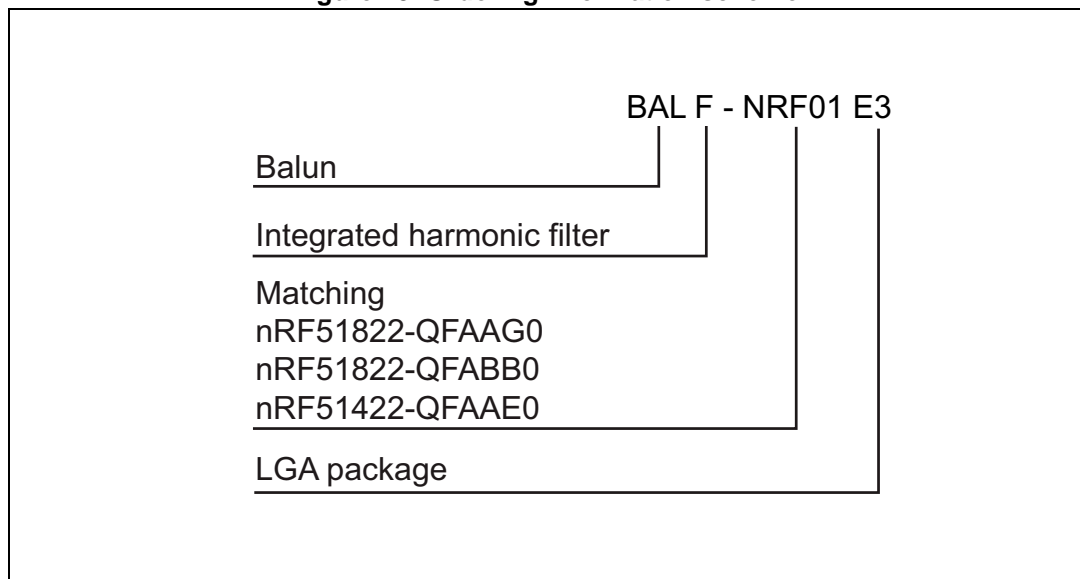 BAL F - NRF01 E3
Balun
Integrated harmonic filter
Matching
nRF51822-QFAAG0
nRF51822-QFABB0
nRF51422-QFAAE0
LGA package